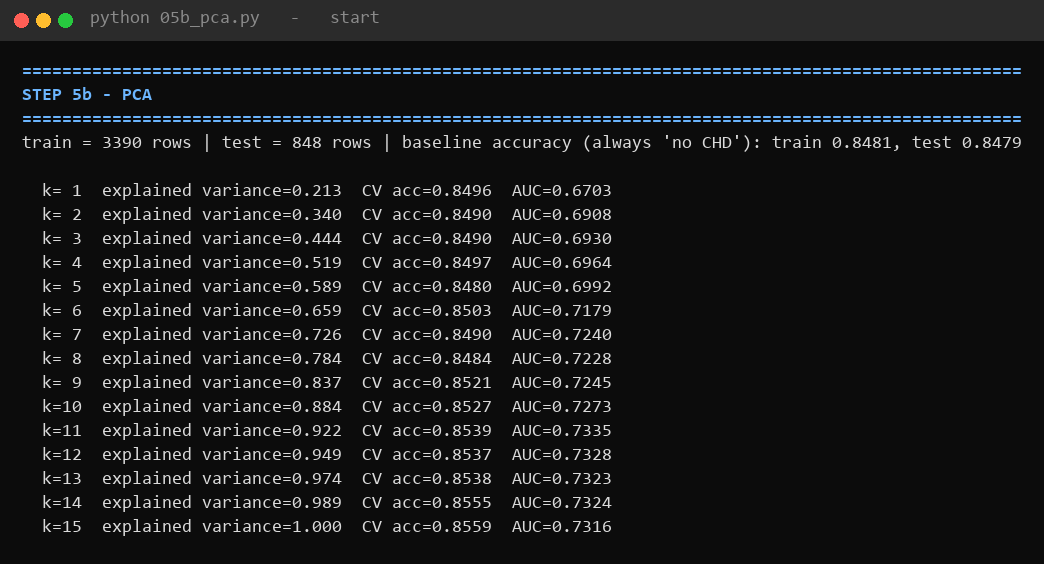 python 05b_pca.py   -   start
====================================================================================================
STEP 5b - PCA
====================================================================================================
train = 3390 rows | test = 848 rows | baseline accuracy (always 'no CHD'): train 0.8481, test 0.8479
  k= 1  explained variance=0.213  CV acc=0.8496  AUC=0.6703
  k= 2  explained variance=0.340  CV acc=0.8490  AUC=0.6908
  k= 3  explained variance=0.444  CV acc=0.8490  AUC=0.6930
  k= 4  explained variance=0.519  CV acc=0.8497  AUC=0.6964
  k= 5  explained variance=0.589  CV acc=0.8480  AUC=0.6992
  k= 6  explained variance=0.659  CV acc=0.8503  AUC=0.7179
  k= 7  explained variance=0.726  CV acc=0.8490  AUC=0.7240
  k= 8  explained variance=0.784  CV acc=0.8484  AUC=0.7228
  k= 9  explained variance=0.837  CV acc=0.8521  AUC=0.7245
  k=10  explained variance=0.884  CV acc=0.8527  AUC=0.7273
  k=11  explained variance=0.922  CV acc=0.8539  AUC=0.7335
  k=12  explained variance=0.949  CV acc=0.8537  AUC=0.7328
  k=13  explained variance=0.974  CV acc=0.8538  AUC=0.7323
  k=14  explained variance=0.989  CV acc=0.8555  AUC=0.7324
  k=15  explained variance=1.000  CV acc=0.8559  AUC=0.7316